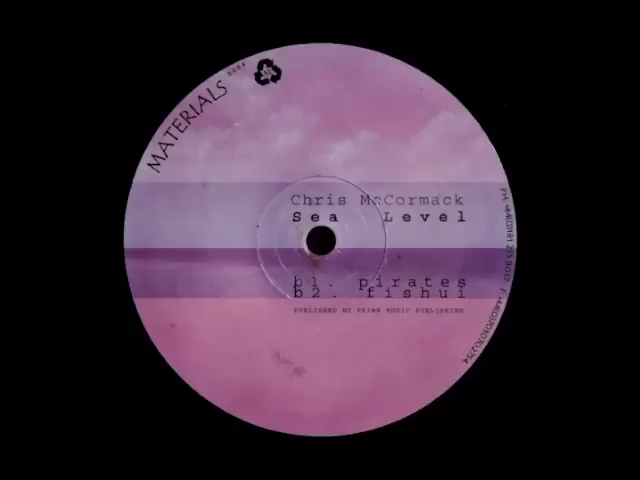 MATERIALS
Chris McCormack
Sea Level
b1. pirates
b2. fishui
PUBLISHED BY PRIME MUSIC PUBLISHING